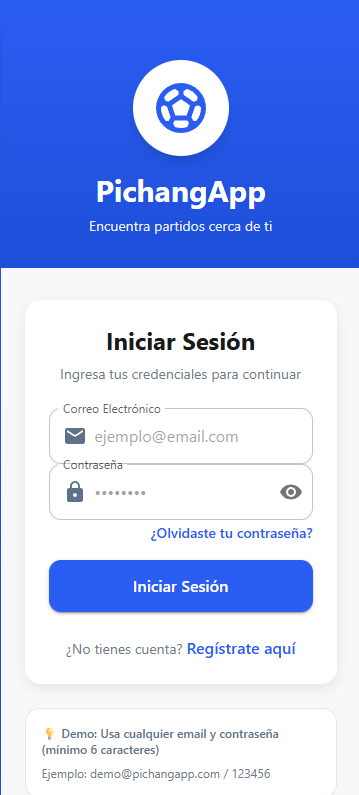 PichangApp
Encuentra partidos cerca de ti
Iniciar Sesión
Ingresa tus credenciales para continuar
Correo Electrónico
ejemplo@email.com
Contraseña
••••••••
¿Olvidaste tu contraseña?
Iniciar Sesión
¿No tienes cuenta? Regístrate aquí
💡 Demo: Usa cualquier email y contraseña
(mínimo 6 caracteres)
Ejemplo: demo@pichangapp.com / 123456